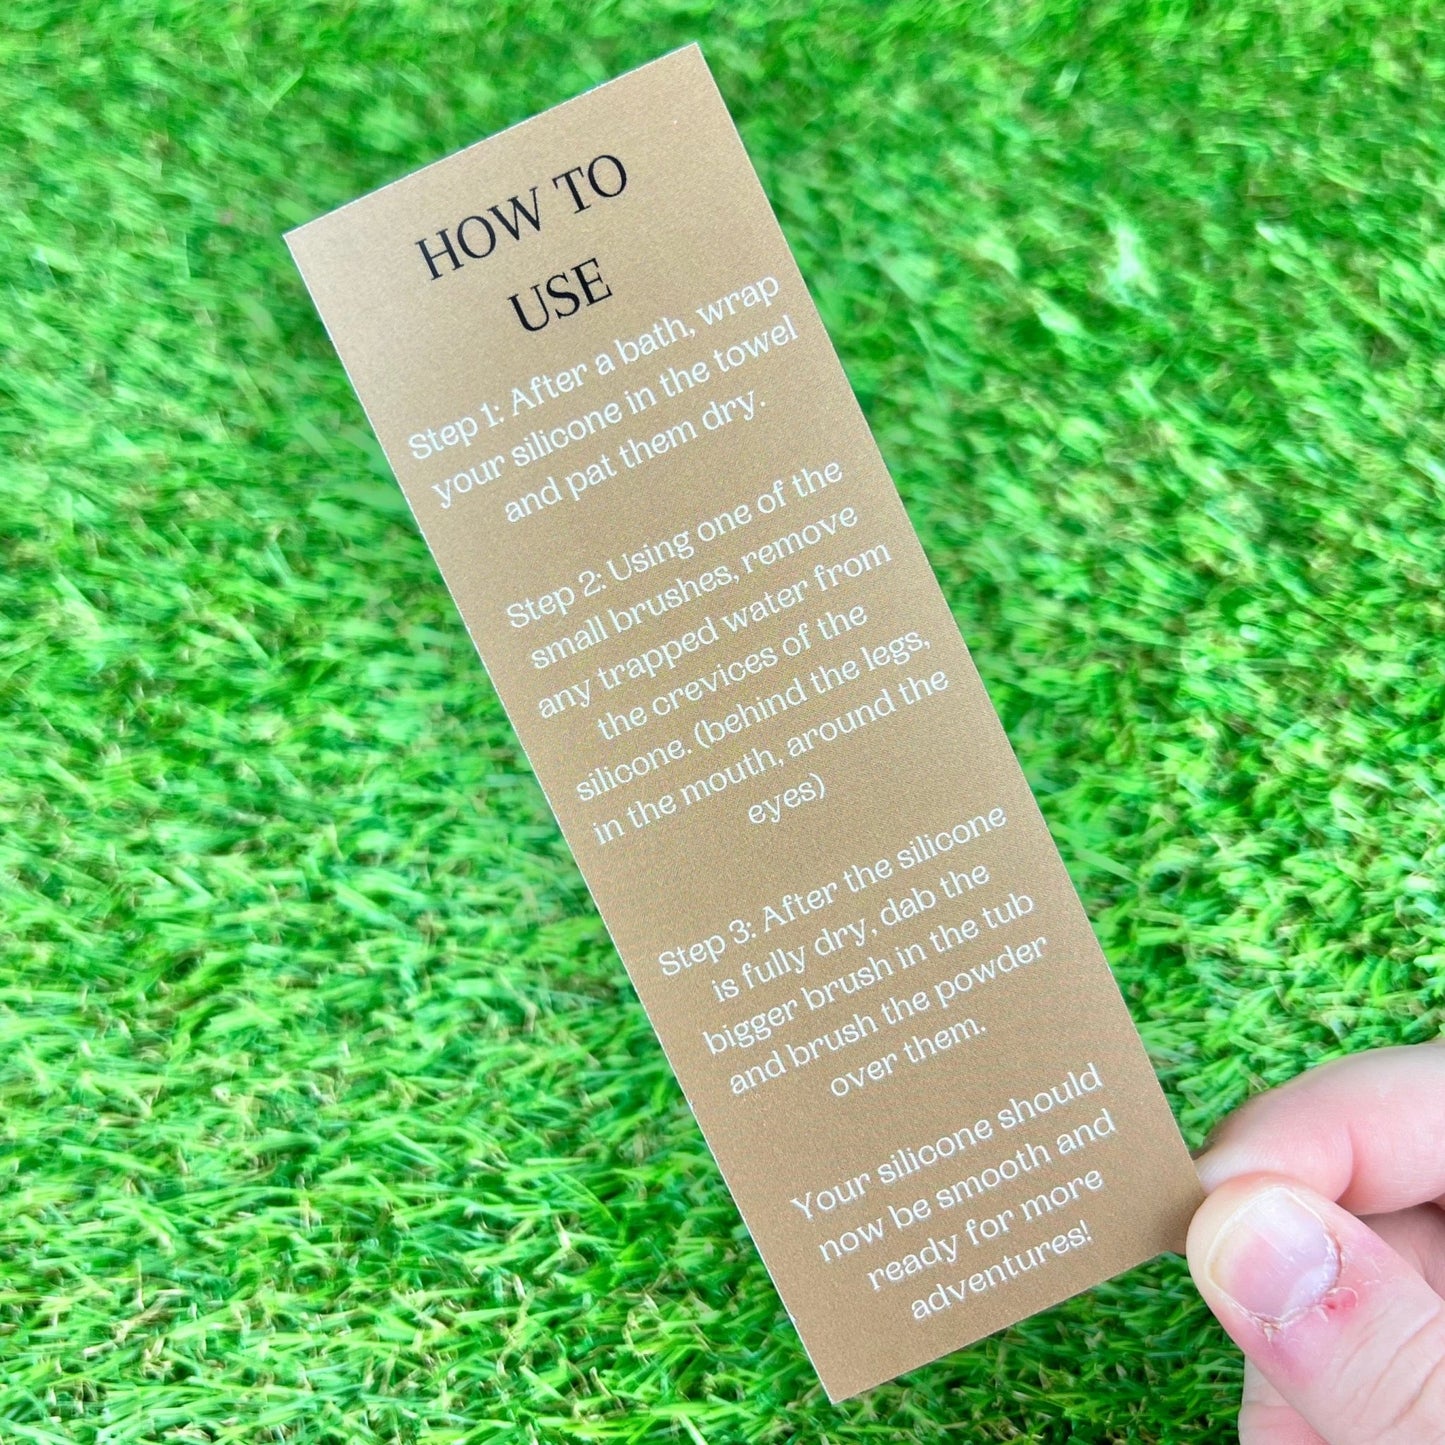 HOW TO
USE
Step 1: After a bath, wrap
your silicone in the towel
and pat them dry.
Step 2: Using one of the
small brushes, remove
any trapped water from
the crevices of the
silicone. (behind the legs,
in the mouth, around the
eyes)
Step 3: After the silicone
is fully dry, dab the
bigger brush in the tub
and brush the powder
over them.
Your silicone should
now be smooth and
ready for more
adventures!